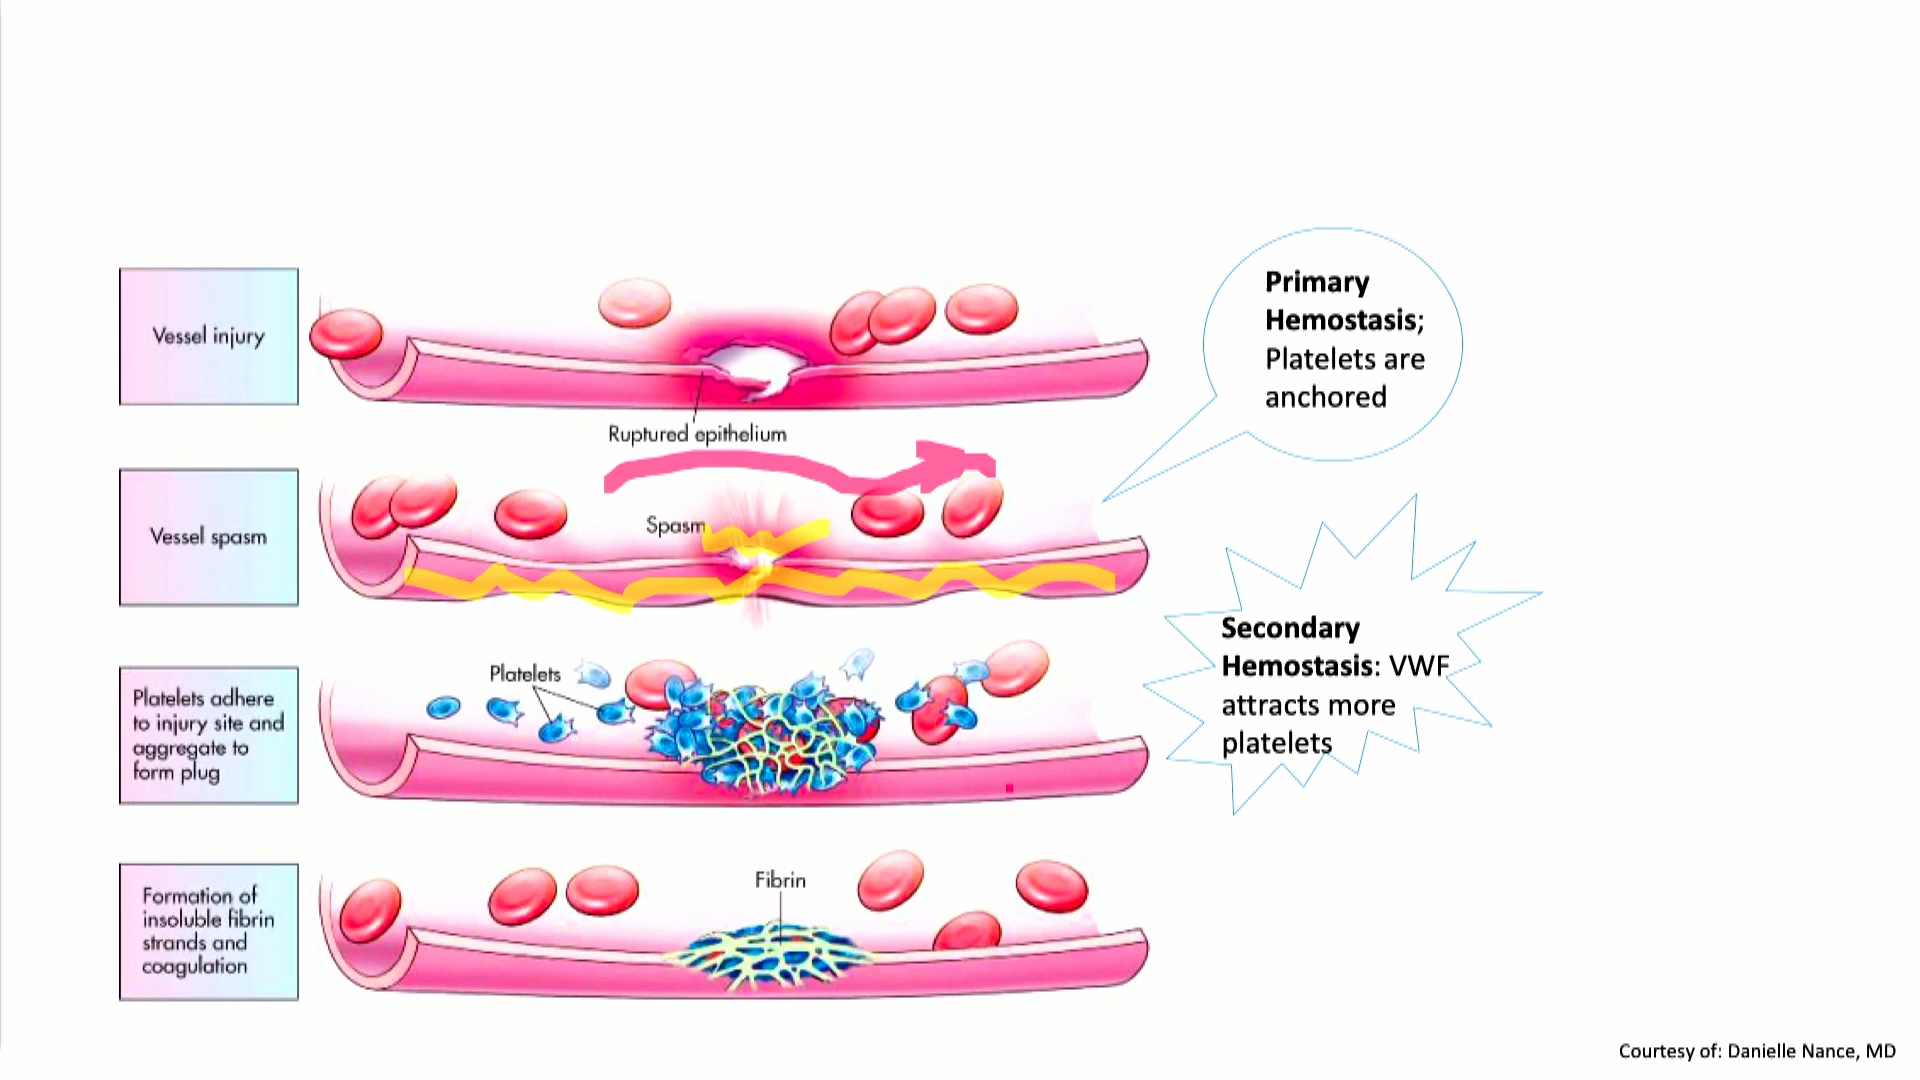 Vessel injury
Ruptured epithelium
Primary
Hemostasis;
Platelets are
anchored
Vessel spasm
Spasm
Secondary
Hemostasis: VWF
attracts more
platelets
Platelets adhere
to injury site and
aggregate to
form plug
Platelets
Formation of
insoluble fibrin
strands and
coagulation
Fibrin
Courtesy of: Danielle Nance, MD